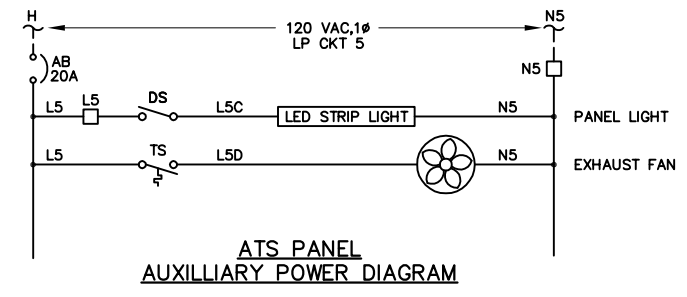 H 120 VAC,1ø N5
LP CKT 5
AB
20A
N5
L5 L5 DS L5C LED STRIP LIGHT N5 PANEL LIGHT
L5 TS L5D N5 EXHAUST FAN
ATS PANEL
AUXILLIARY POWER DIAGRAM